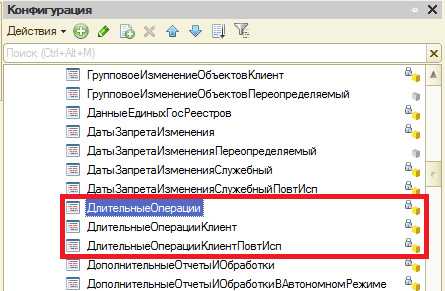 Конфигурация
Действия
Поиск (Ctrl+Alt+M)
ГрупповоеИзменениеОбъектовКлиент
ГрупповоеИзменениеОбъектовПереопределяемый
ДанныеЕдиныхГосРеестров
ДатыЗапретаИзменения
ДатыЗапретаИзмененияПереопределяемый
ДатыЗапретаИзмененияСлужебный
ДатыЗапретаИзмененияСлужебныйПовтИсп
ДлительныеОперации
ДлительныеОперацииКлиент
ДлительныеОперацииКлиентПовтИсп
ДополнительныеОтчетыИОбработки
ДополнительныеОтчетыИОбработкиВАвтономномРежиме